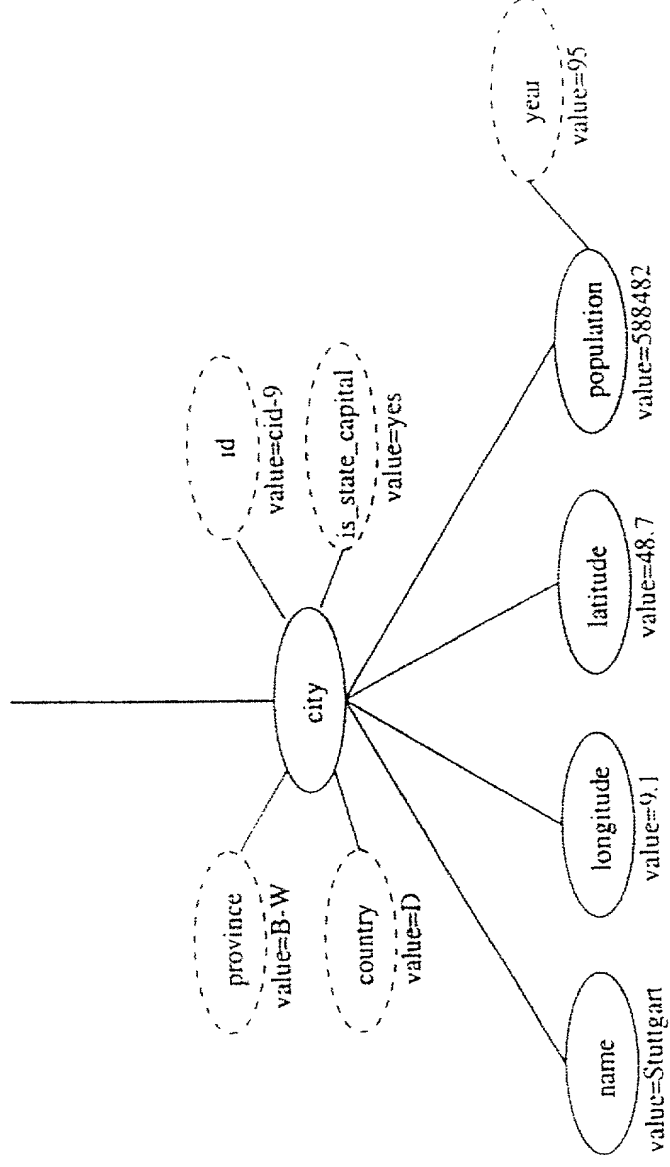 province
value=B-W
country
value=D
id
value=cid-9
is_state_capital
value=yes
city
name
value=Stuttgart
longitude
value=9.1
latitude
value=48.7
population
value=588482
year
value=95